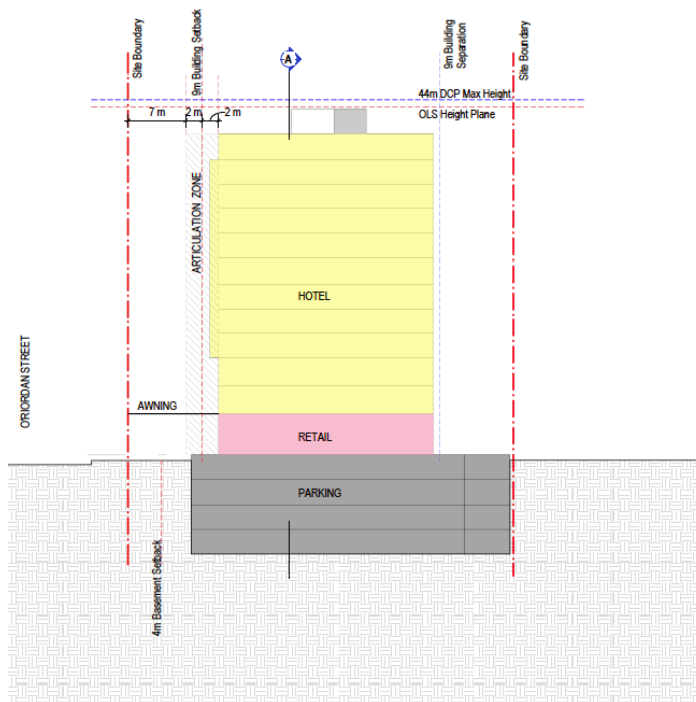 Site Boundary
9m Building Setback
A
9m Building
Separation
Site Boundary
44m DCP Max Height
OLS Height Plane
7 m
2 m
2 m
ARTICULATION ZONE
HOTEL
O'RIORDAN STREET
AWNING
RETAIL
PARKING
4m Basement Setback